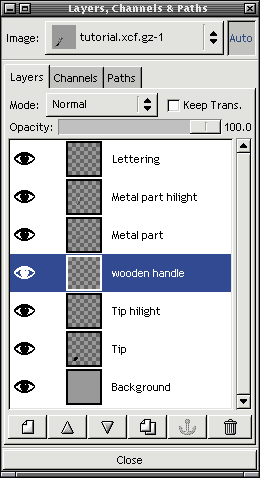 Layers, Channels & Paths
Image: tutorial.xcf.gz-1 Auto
Layers Channels Paths
Mode: Normal Keep Trans.
Opacity: 100.0
Lettering
Metal part hilight
Metal part
wooden handle
Tip hilight
Tip
Background
Close